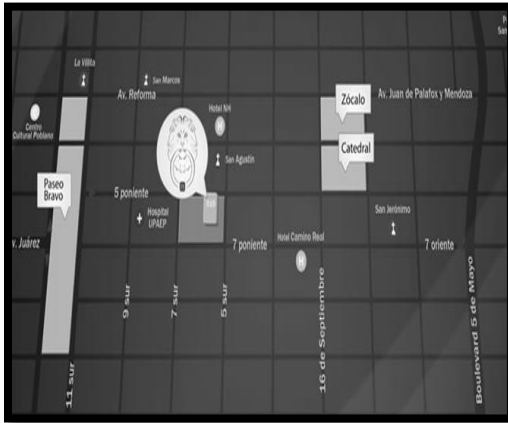 La Villita
San Marcos
Av. Reforma
Centro
Cultural Poblano
Hotel NH
H
Zócalo
Av. Juan de Palafox y Mendoza
Catedral
San Agustín
Paseo
Bravo
5 poniente
Hospital
UPAEP
San Jerónimo
v. Juárez
7 poniente
Hotel Camino Real
H
7 oriente
9 sur
7 sur
5 sur
16 de Septiembre
Boulevard 5 de Mayo
11 sur